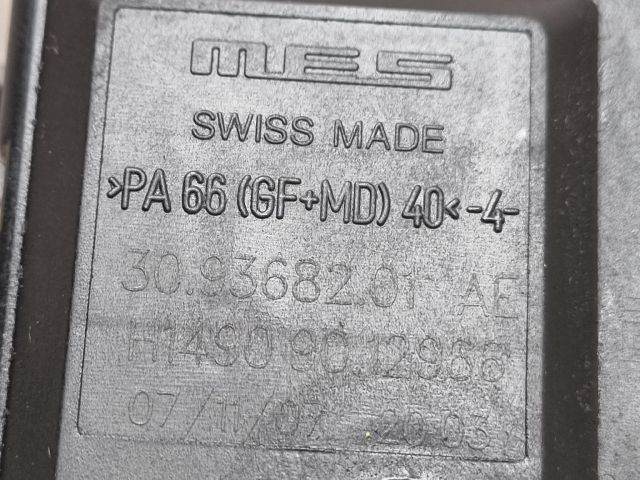 MES
SWISS MADE
>PA 66 (GF+MD) 40< -4-
30.93682.01 AE
H1490 90.12956
07/11/07 20:03